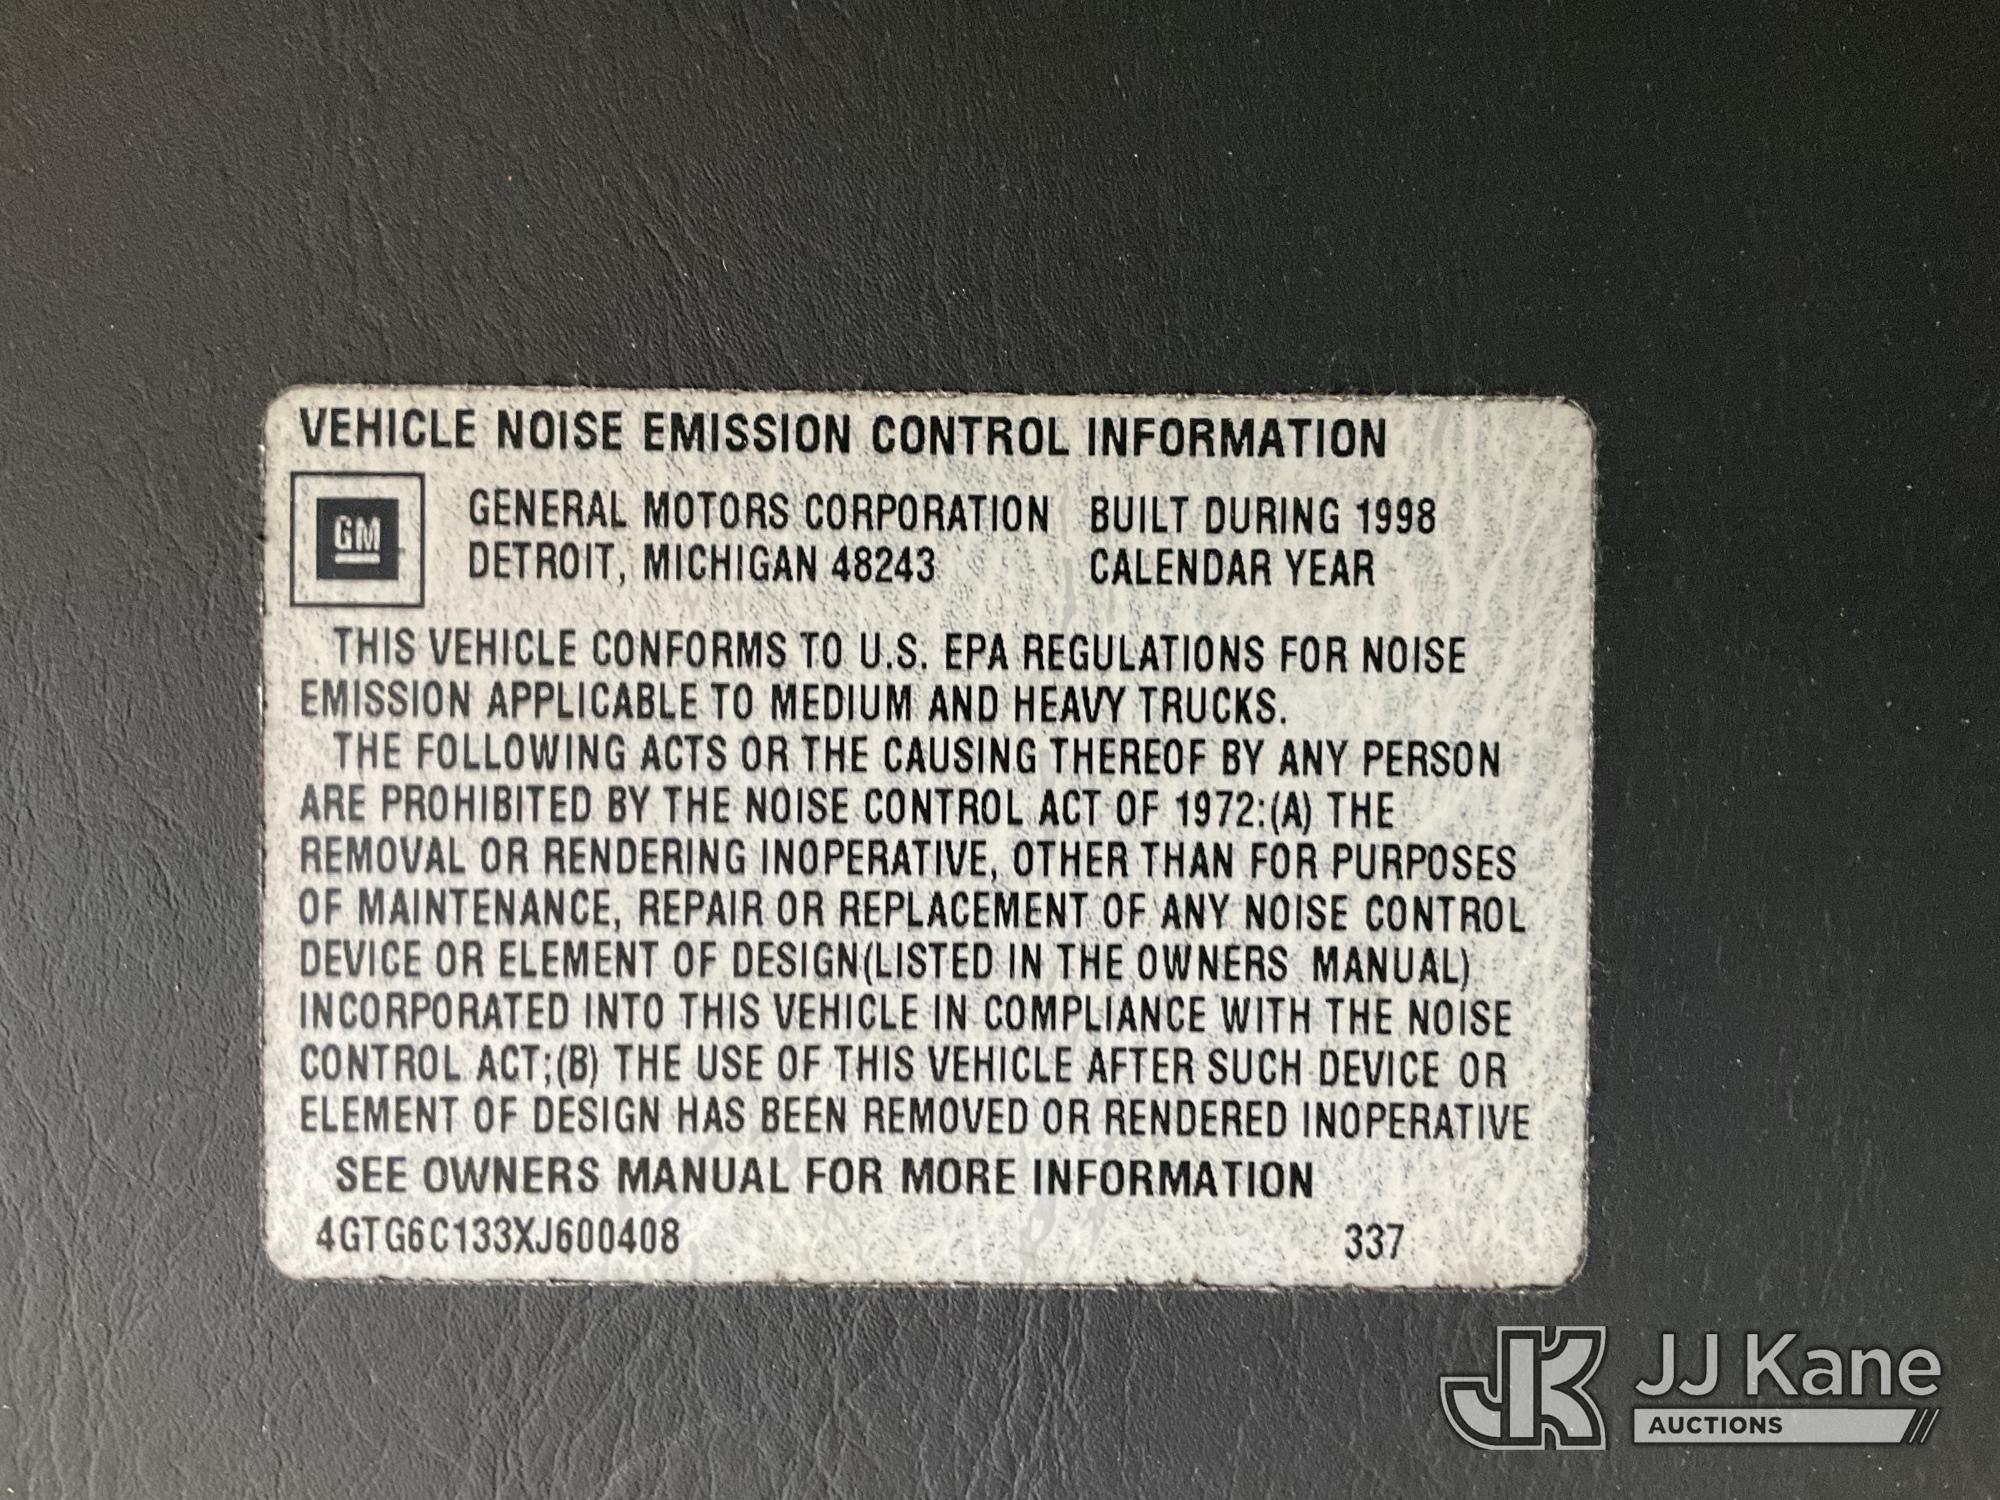 VEHICLE NOISE EMISSION CONTROL INFORMATION
GM
GENERAL MOTORS CORPORATION BUILT DURING 1998
DETROIT, MICHIGAN 48243 CALENDAR YEAR
THIS VEHICLE CONFORMS TO U.S. EPA REGULATIONS FOR NOISE
EMISSION APPLICABLE TO MEDIUM AND HEAVY TRUCKS.
THE FOLLOWING ACTS OR THE CAUSING THEREOF BY ANY PERSON
ARE PROHIBITED BY THE NOISE CONTROL ACT OF 1972:(A) THE
REMOVAL OR RENDERING INOPERATIVE, OTHER THAN FOR PURPOSES
OF MAINTENANCE, REPAIR OR REPLACEMENT OF ANY NOISE CONTROL
DEVICE OR ELEMENT OF DESIGN(LISTED IN THE OWNERS MANUAL)
INCORPORATED INTO THIS VEHICLE IN COMPLIANCE WITH THE NOISE
CONTROL ACT;(B) THE USE OF THIS VEHICLE AFTER SUCH DEVICE OR
ELEMENT OF DESIGN HAS BEEN REMOVED OR RENDERED INOPERATIVE
SEE OWNERS MANUAL FOR MORE INFORMATION
4GTG6C133XJ600408 337
JK JJ Kane
AUCTIONS